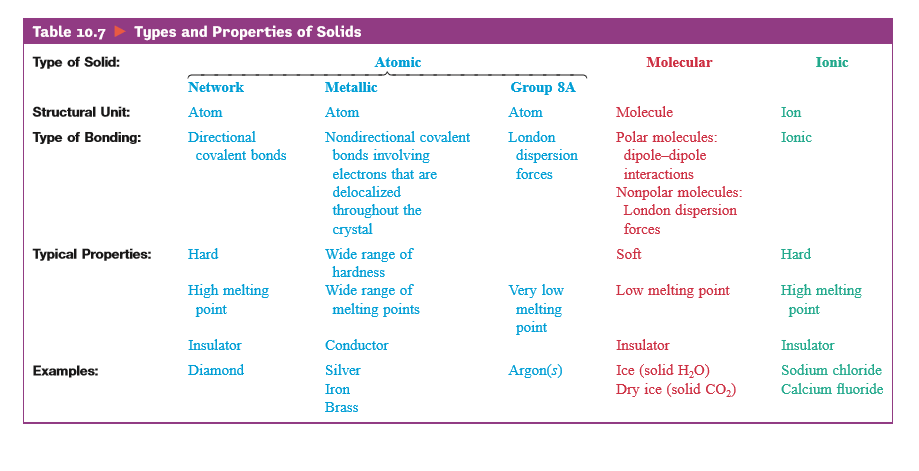 Table 10.7 ▶ Types and Properties of Solids
Type of Solid: Atomic Molecular Ionic
Network Metallic Group 8A
Structural Unit: Atom Atom Atom Molecule Ion
Type of Bonding: Directional Nondirectional covalent London Polar molecules: Ionic
covalent bonds bonds involving dispersion dipole–dipole
electrons that are forces interactions
delocalized Nonpolar molecules:
throughout the London dispersion
crystal forces
Typical Properties: Hard Wide range of Soft Hard
hardness
High melting Wide range of Very low Low melting point High melting
point melting points melting point
point
Insulator Conductor Insulator Insulator
Examples: Diamond Silver Argon(s) Ice (solid H₂O) Sodium chloride
Iron Dry ice (solid CO₂) Calcium fluoride
Brass